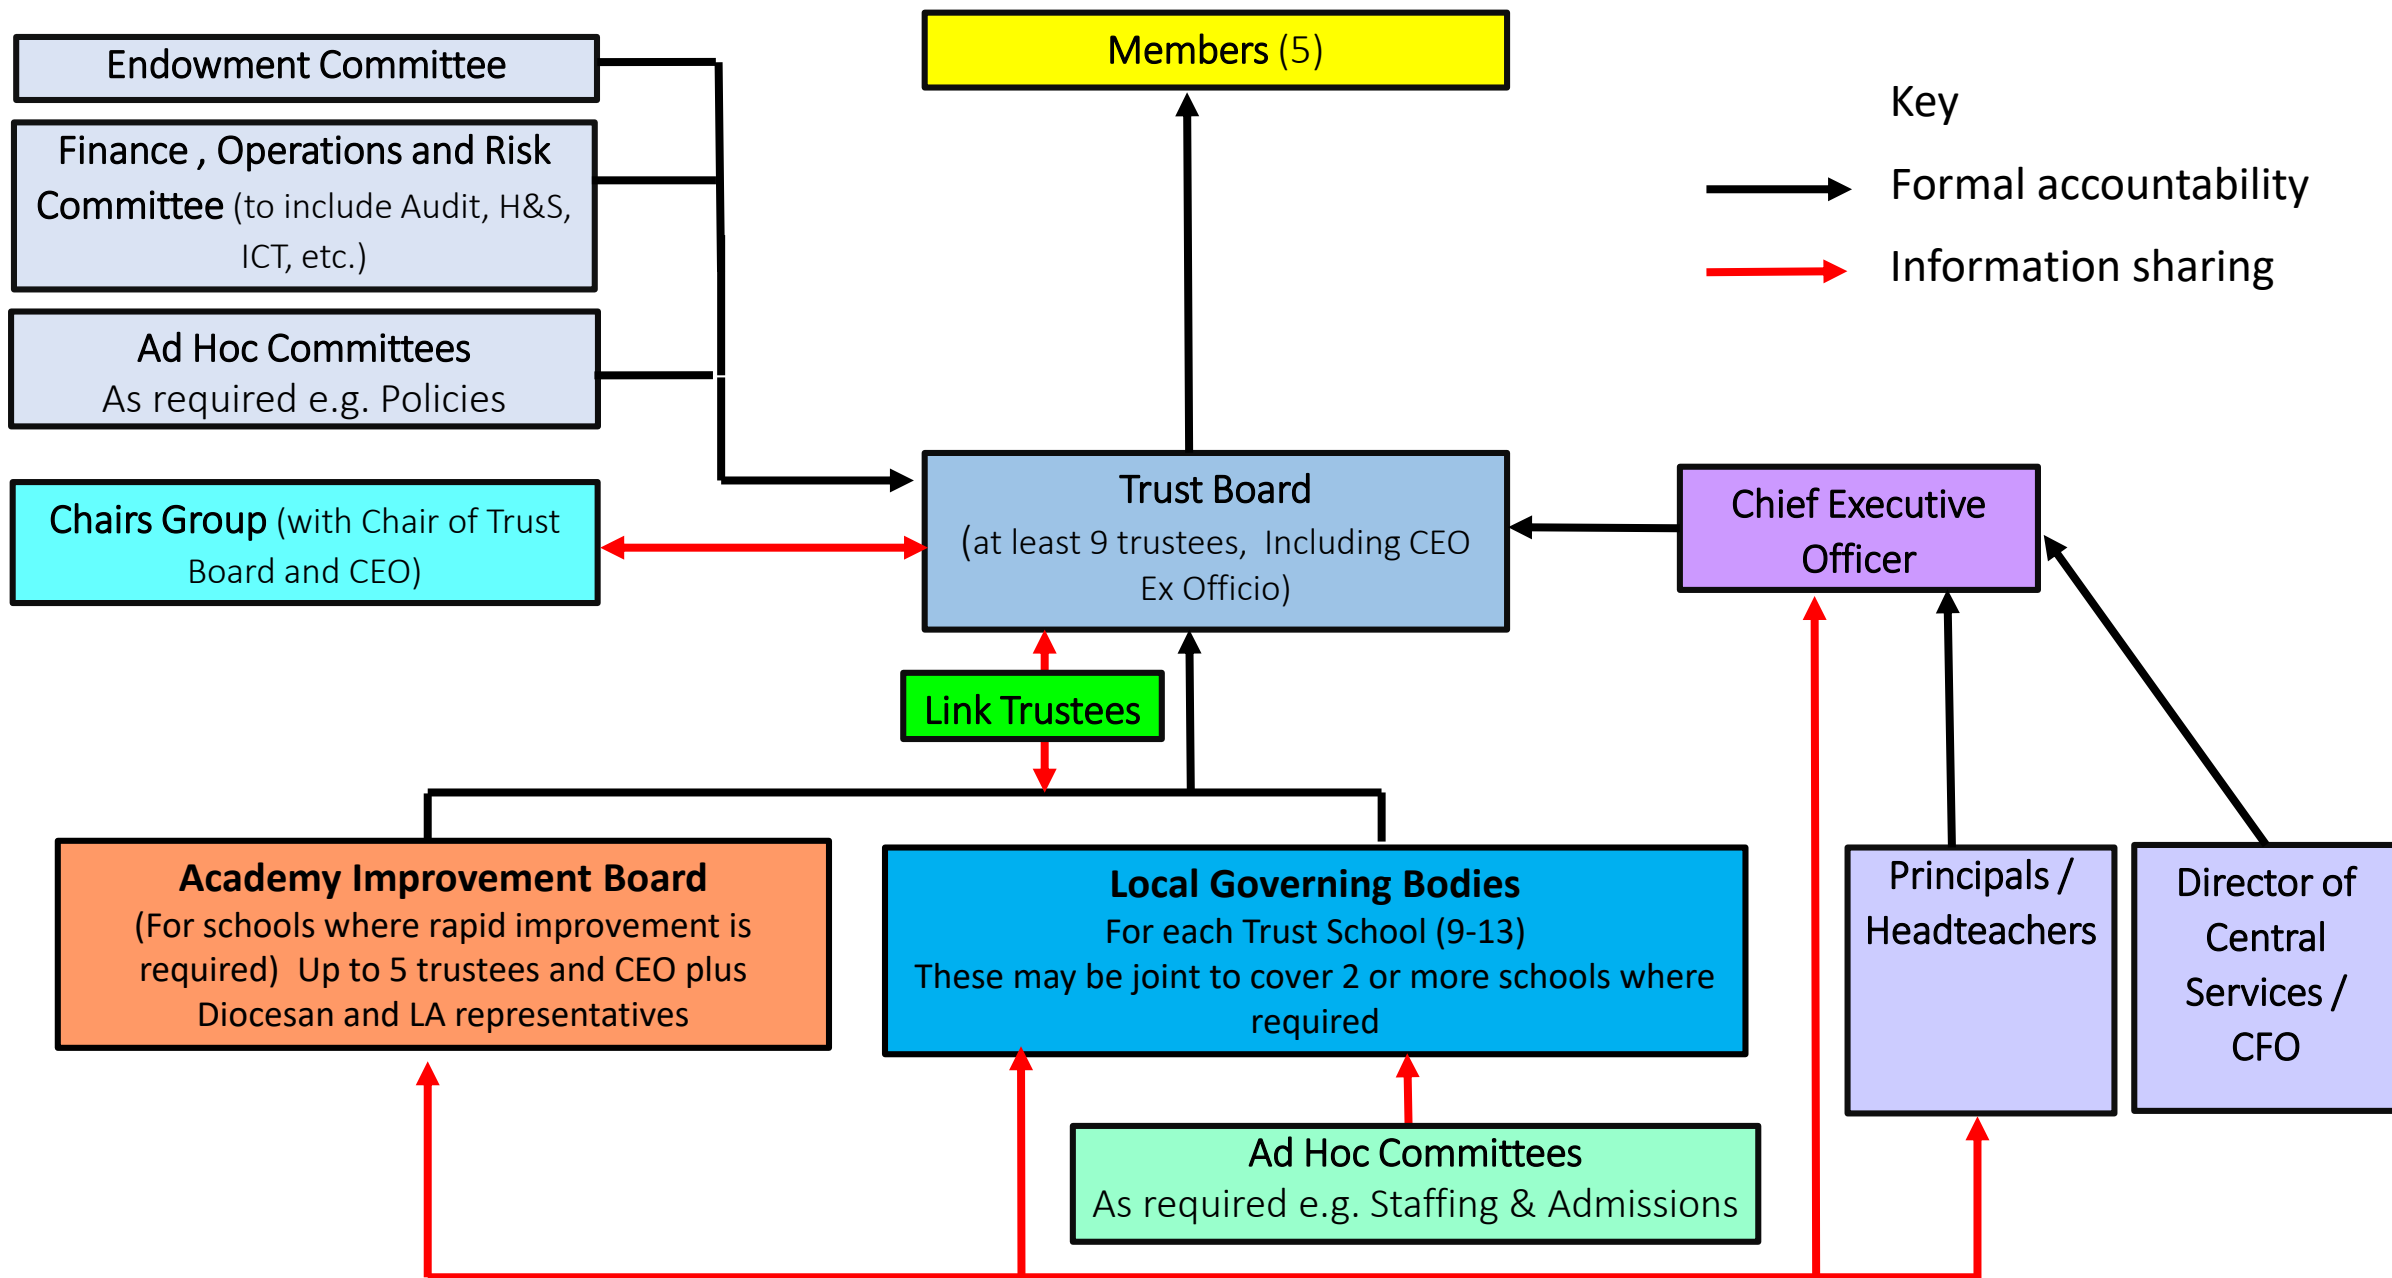 Endowment Committee
Finance , Operations and Risk
Committee (to include Audit, H&S,
ICT, etc.)
Ad Hoc Committees
As required e.g. Policies
Chairs Group (with Chair of Trust
Board and CEO)
Members (5)
Key
Formal accountability
Information sharing
Trust Board
(at least 9 trustees,  Including CEO
Ex Officio)
Chief Executive
Officer
Link Trustees
Academy Improvement Board
(For schools where rapid improvement is
required)  Up to 5 trustees and CEO plus
Diocesan and LA representatives
Local Governing Bodies
For each Trust School (9-13)
These may be joint to cover 2 or more schools where
required
Principals /
Headteachers
Director of
Central
Services /
CFO
Ad Hoc Committees
As required e.g. Staffing & Admissions